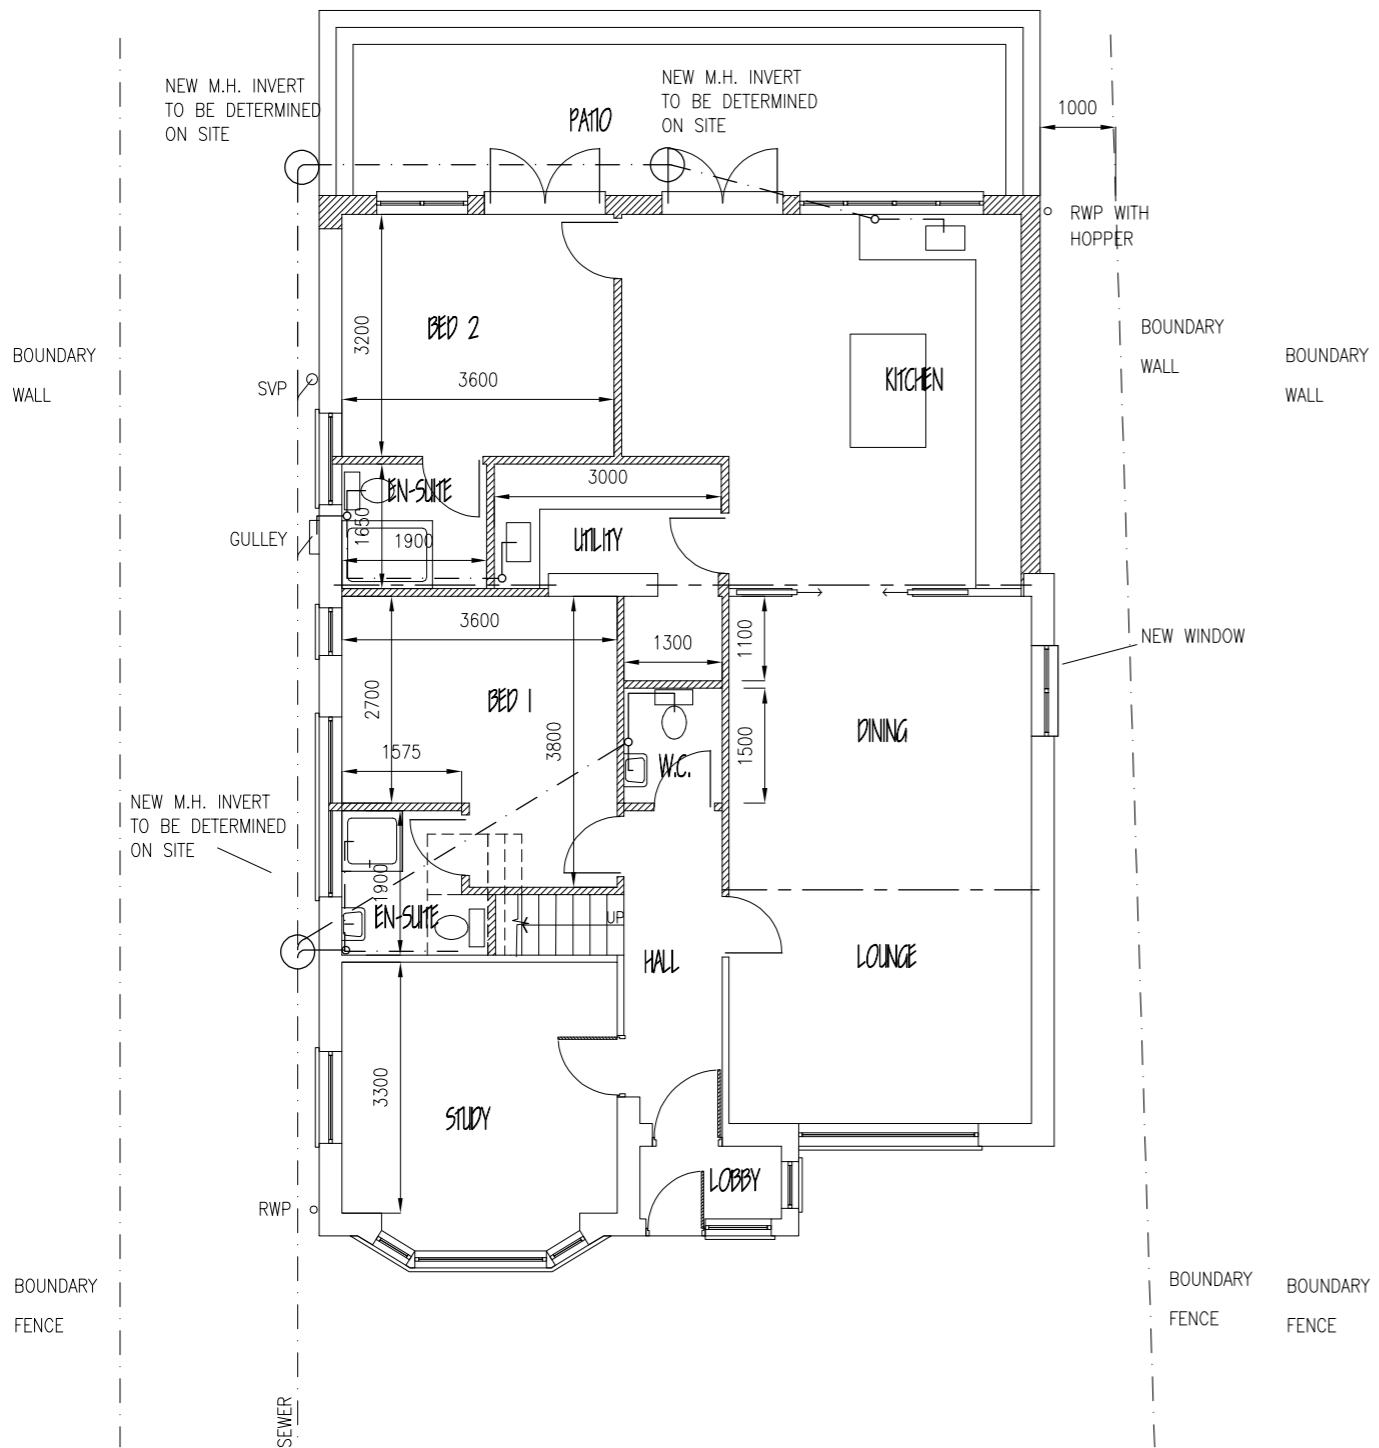 NEW M.H. INVERT
TO BE DETERMINED
ON SITE
NEW M.H. INVERT
TO BE DETERMINED
ON SITE
PATIO
1000
RWP WITH
HOPPER
BED 2
3200
3600
KITCHEN
BOUNDARY
WALL
BOUNDARY
WALL
BOUNDARY
WALL
SVP
EN-SUITE
1650
1900
3000
UTILITY
GULLEY
3600
1300
1100
NEW WINDOW
BED 1
2700
1575
3800
W.C.
1500
DINING
NEW M.H. INVERT
TO BE DETERMINED
ON SITE
1900
EN-SUITE
UP
HALL
LOUNGE
3300
STUDY
LOBBY
RWP
BOUNDARY
FENCE
BOUNDARY
FENCE
BOUNDARY
FENCE
SEWER